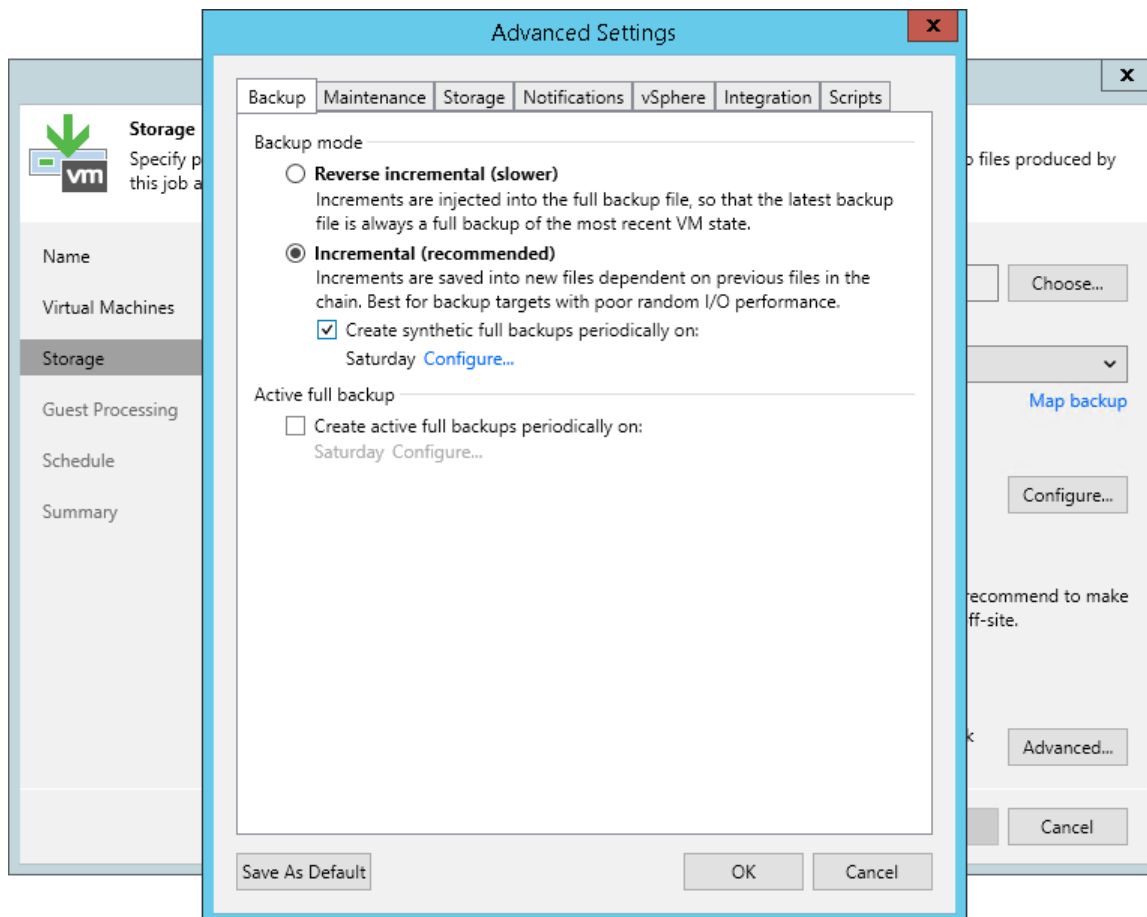 Advanced Settings
x
x
Backup
Maintenance
Storage
Notifications
vSphere
Integration
Scripts
Backup mode
Reverse incremental (slower)
Increments are injected into the full backup file, so that the latest backup
file is always a full backup of the most recent VM state.
Incremental (recommended)
Increments are saved into new files dependent on previous files in the
chain. Best for backup targets with poor random I/O performance.
Create synthetic full backups periodically on:
Saturday Configure...
Active full backup
Create active full backups periodically on:
Saturday Configure...
Save As Default
OK
Cancel
vm
Storage
Specify
this job
files produced by
Name
Virtual Machines
Storage
Guest Processing
Schedule
Summary
Choose...
Map backup
Configure...
recommend to make
Advanced...
Cancel